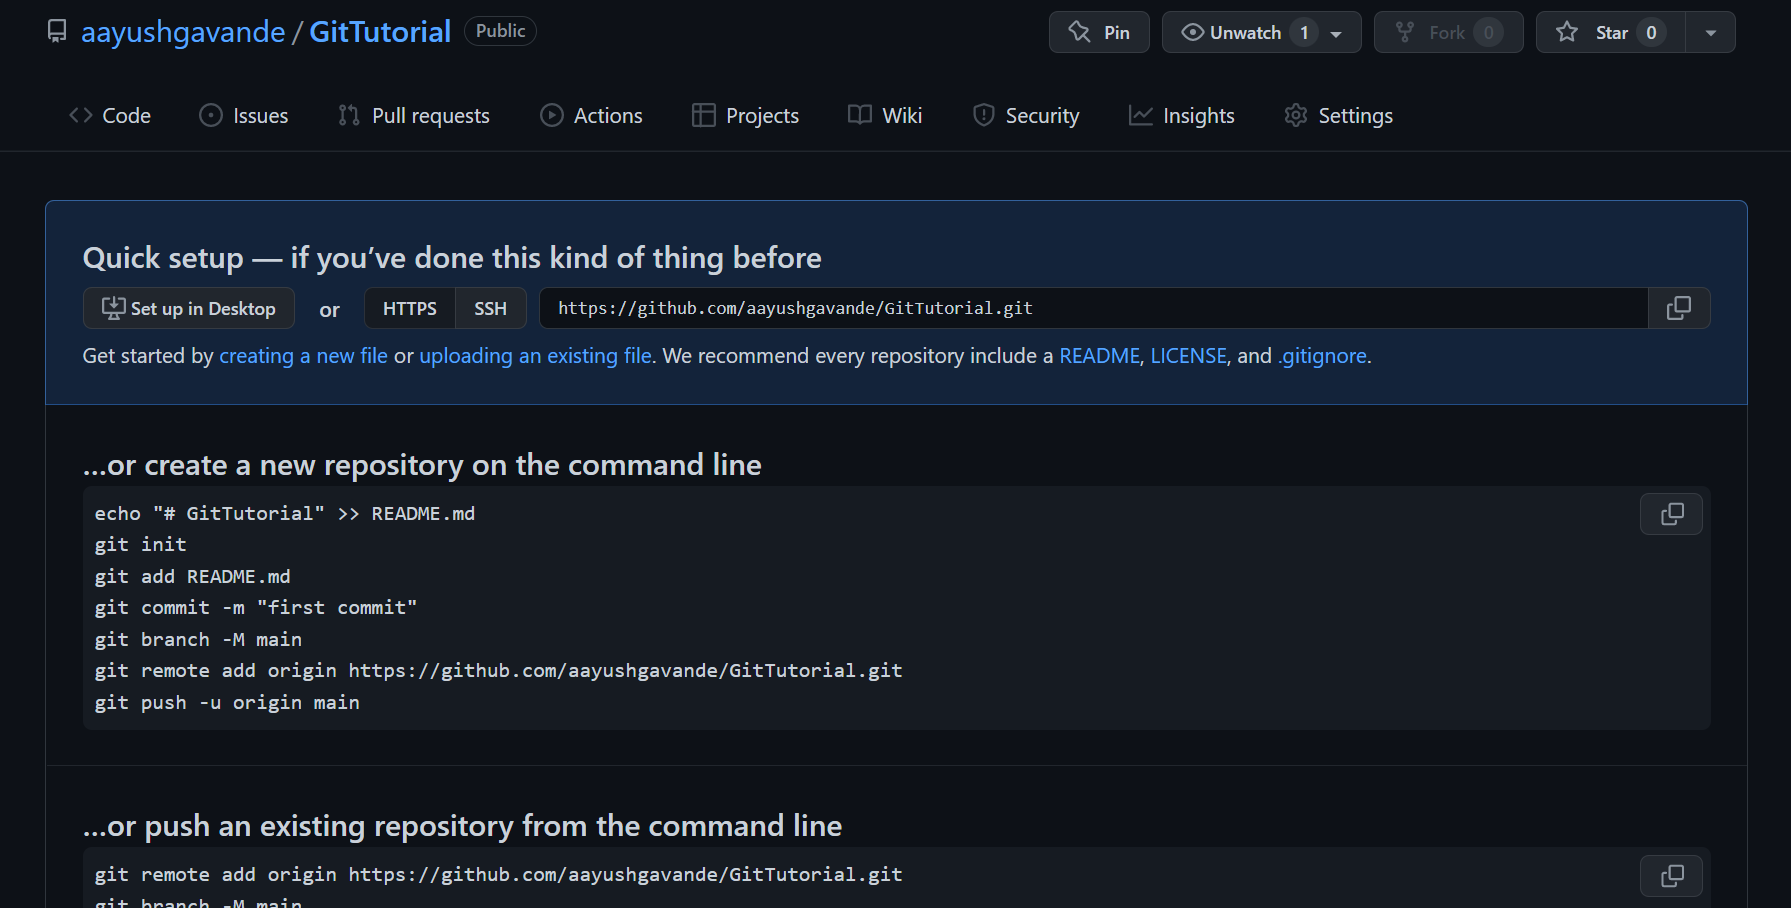 aayushgavande / GitTutorial Public Pin Unwatch 1 Fork 0 Star 0
Code Issues Pull requests Actions Projects Wiki Security Insights Settings
Quick setup — if you’ve done this kind of thing before
Set up in Desktop or HTTPS SSH https://github.com/aayushgavande/GitTutorial.git
Get started by creating a new file or uploading an existing file. We recommend every repository include a README, LICENSE, and .gitignore.
…or create a new repository on the command line
echo "# GitTutorial" >> README.md
git init
git add README.md
git commit -m "first commit"
git branch -M main
git remote add origin https://github.com/aayushgavande/GitTutorial.git
git push -u origin main
…or push an existing repository from the command line
git remote add origin https://github.com/aayushgavande/GitTutorial.git
git branch -M main